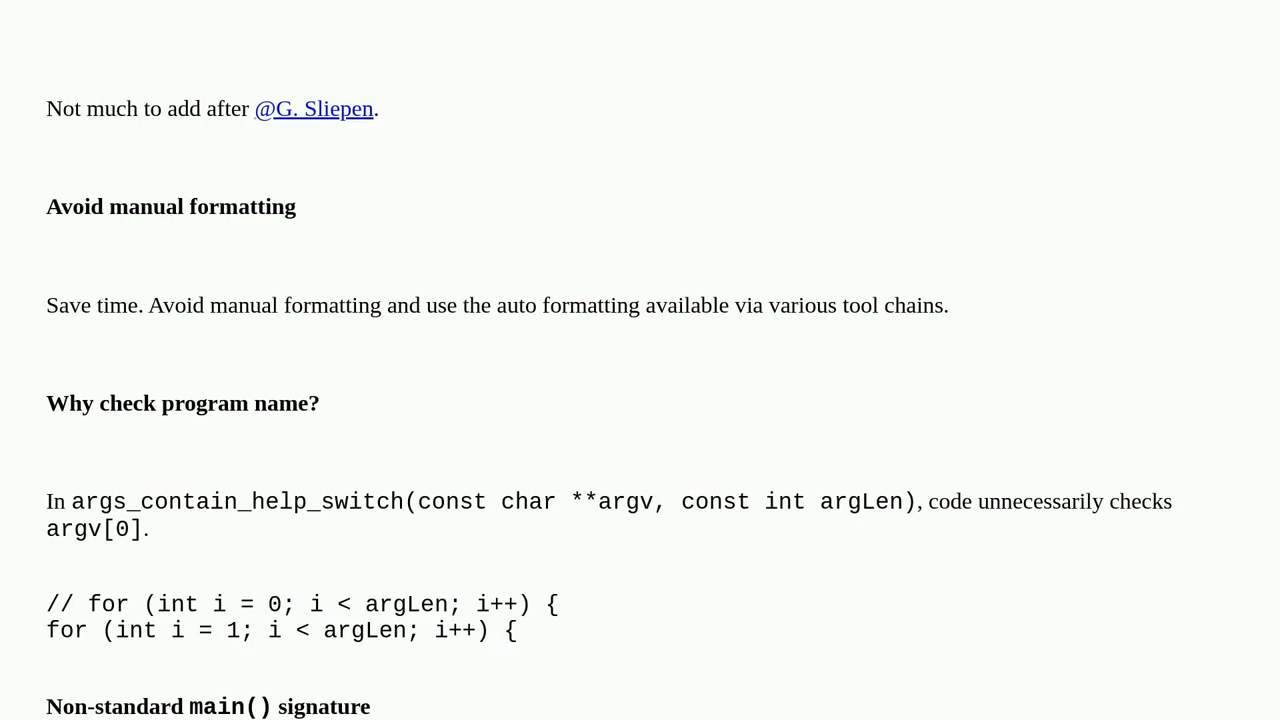 Not much to add after @G. Sliepen.
Avoid manual formatting
Save time. Avoid manual formatting and use the auto formatting available via various tool chains.
Why check program name?
In args_contain_help_switch(const char **argv, const int argLen), code unnecessarily checks
argv[0].
// for (int i = 0; i < argLen; i++) {
for (int i = 1; i < argLen; i++) {
Non-standard main() signature